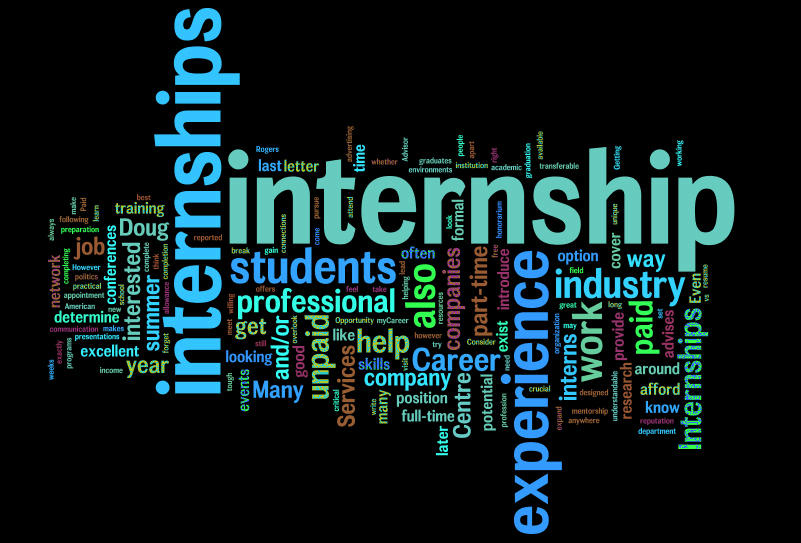 internship
internships
experience
students
professional
industry
work
also
help
Career
paid
unpaid
Internships
get
and/or
Many
company
Centre
Services
companies
part-time
formal
often
introduce
option
way
cover
field
great
long
provide
advises
Even
resume
vs
set
interns
may
organization
exist
around
afford
know
research
reputation
department
understandable
designed
mentorship
anywhere
expand
crucial
profession
need
potential
Consider
position
full-time
later
many
write
skills
visit
try
however
myCareer
Opportunity
like
good
overlook
looking
still
events
tough
critical
meet
willing
offers
feel
take
helping
lead
resources
free
break
gain
connections
come
pursue
attend
look
honorarium
unique
Getting
working
available
transferable
graduation
academic
right
apart
people
institution
environments
graduates
Advisor
whether
time
advertising
letter
last
Rogers
reported
training
best
Doug
job
conferences
interested
complete
think
completion
allowance
summer
school
new
network
However
politics
practical
appointment
American
determine
communication
makes
presentations
excellent
exactly
programs
weeks
income
year
forget
completing
preparation
following
always
make
Paid
learn